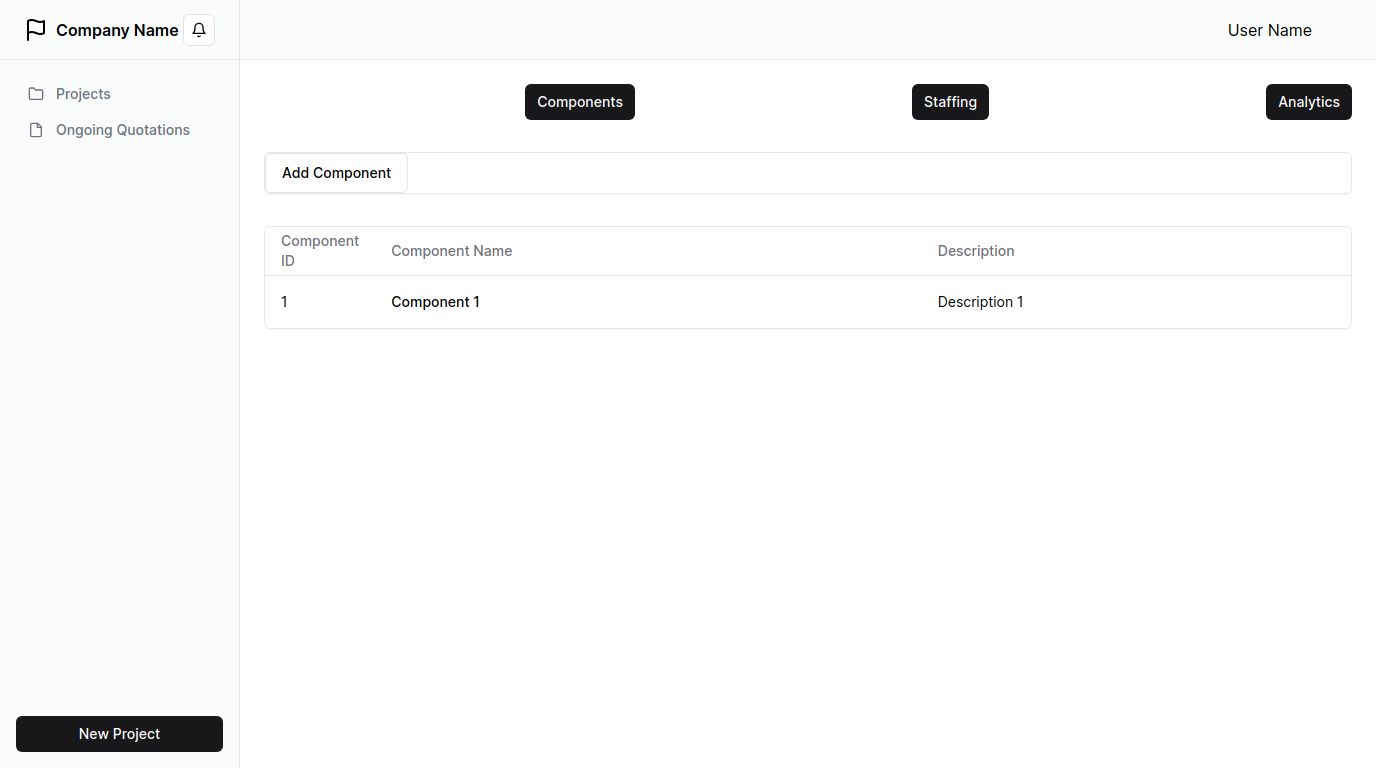 Company Name
User Name
Projects
Ongoing Quotations
Components
Staffing
Analytics
Add Component
Component
ID
Component Name
Description
1
Component 1
Description 1
New Project